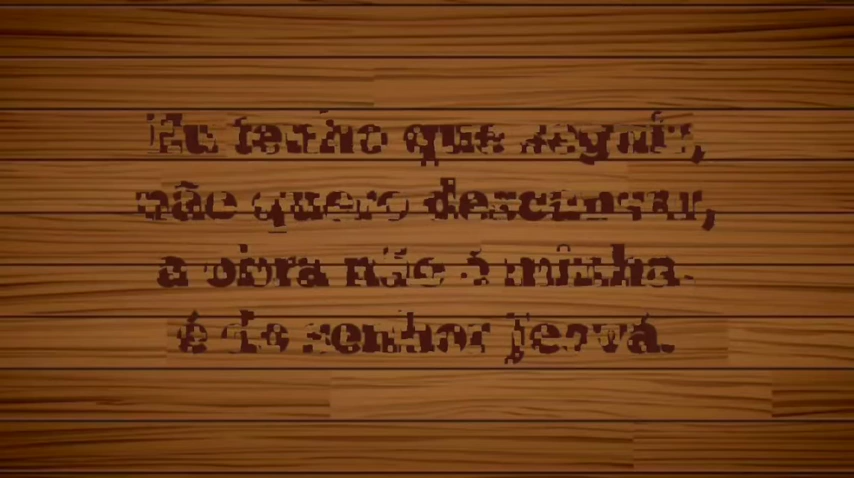 Eu tenho que seguir,
não quero descansar,
a obra não é minha
é do senhor jeová.